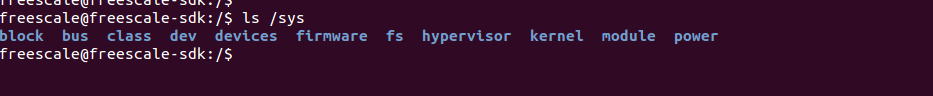 freescale@freescale-sdk:/$
freescale@freescale-sdk:/$ ls /sys
block bus class dev devices firmware fs hypervisor kernel module power
freescale@freescale-sdk:/$